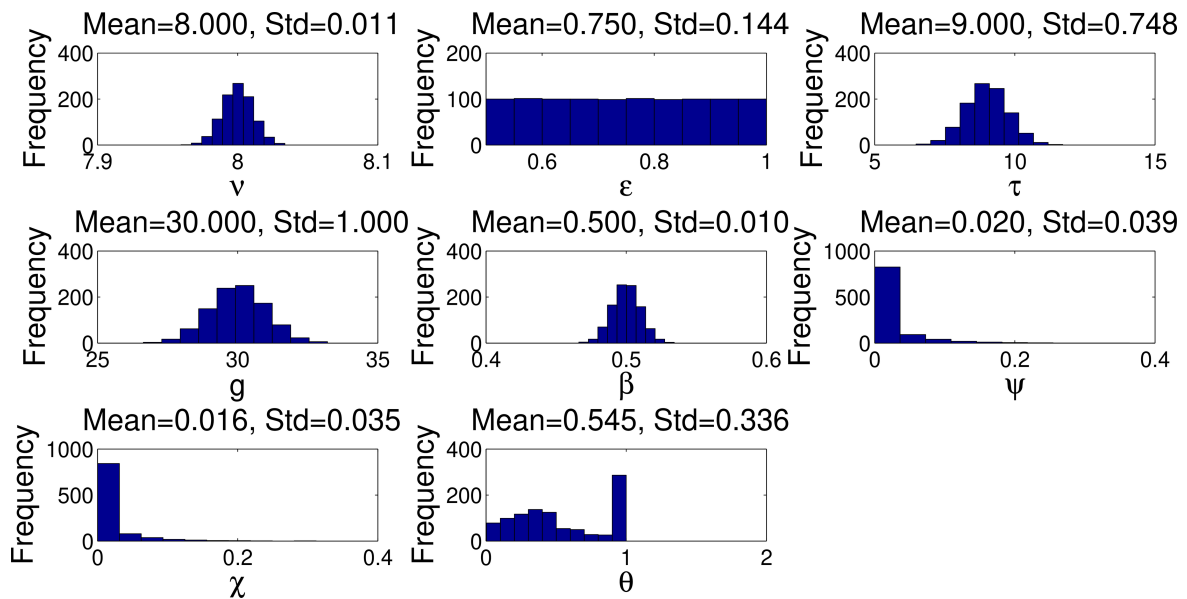 Mean=8.000, Std=0.011
Frequency
400
200
0
7.9
8
8.1
ν
Mean=0.750, Std=0.144
Frequency
200
100
0
0.6
0.8
1
ε
Mean=9.000, Std=0.748
Frequency
400
200
0
5
10
15
τ
Mean=30.000, Std=1.000
Frequency
400
200
0
25
30
35
g
Mean=0.500, Std=0.010
Frequency
400
200
0
0.4
0.5
0.6
β
Mean=0.020, Std=0.039
Frequency
1000
500
0
0
0.2
0.4
ψ
Mean=0.016, Std=0.035
Frequency
1000
500
0
0
0.2
0.4
χ
Mean=0.545, Std=0.336
Frequency
400
200
0
0
1
2
θ